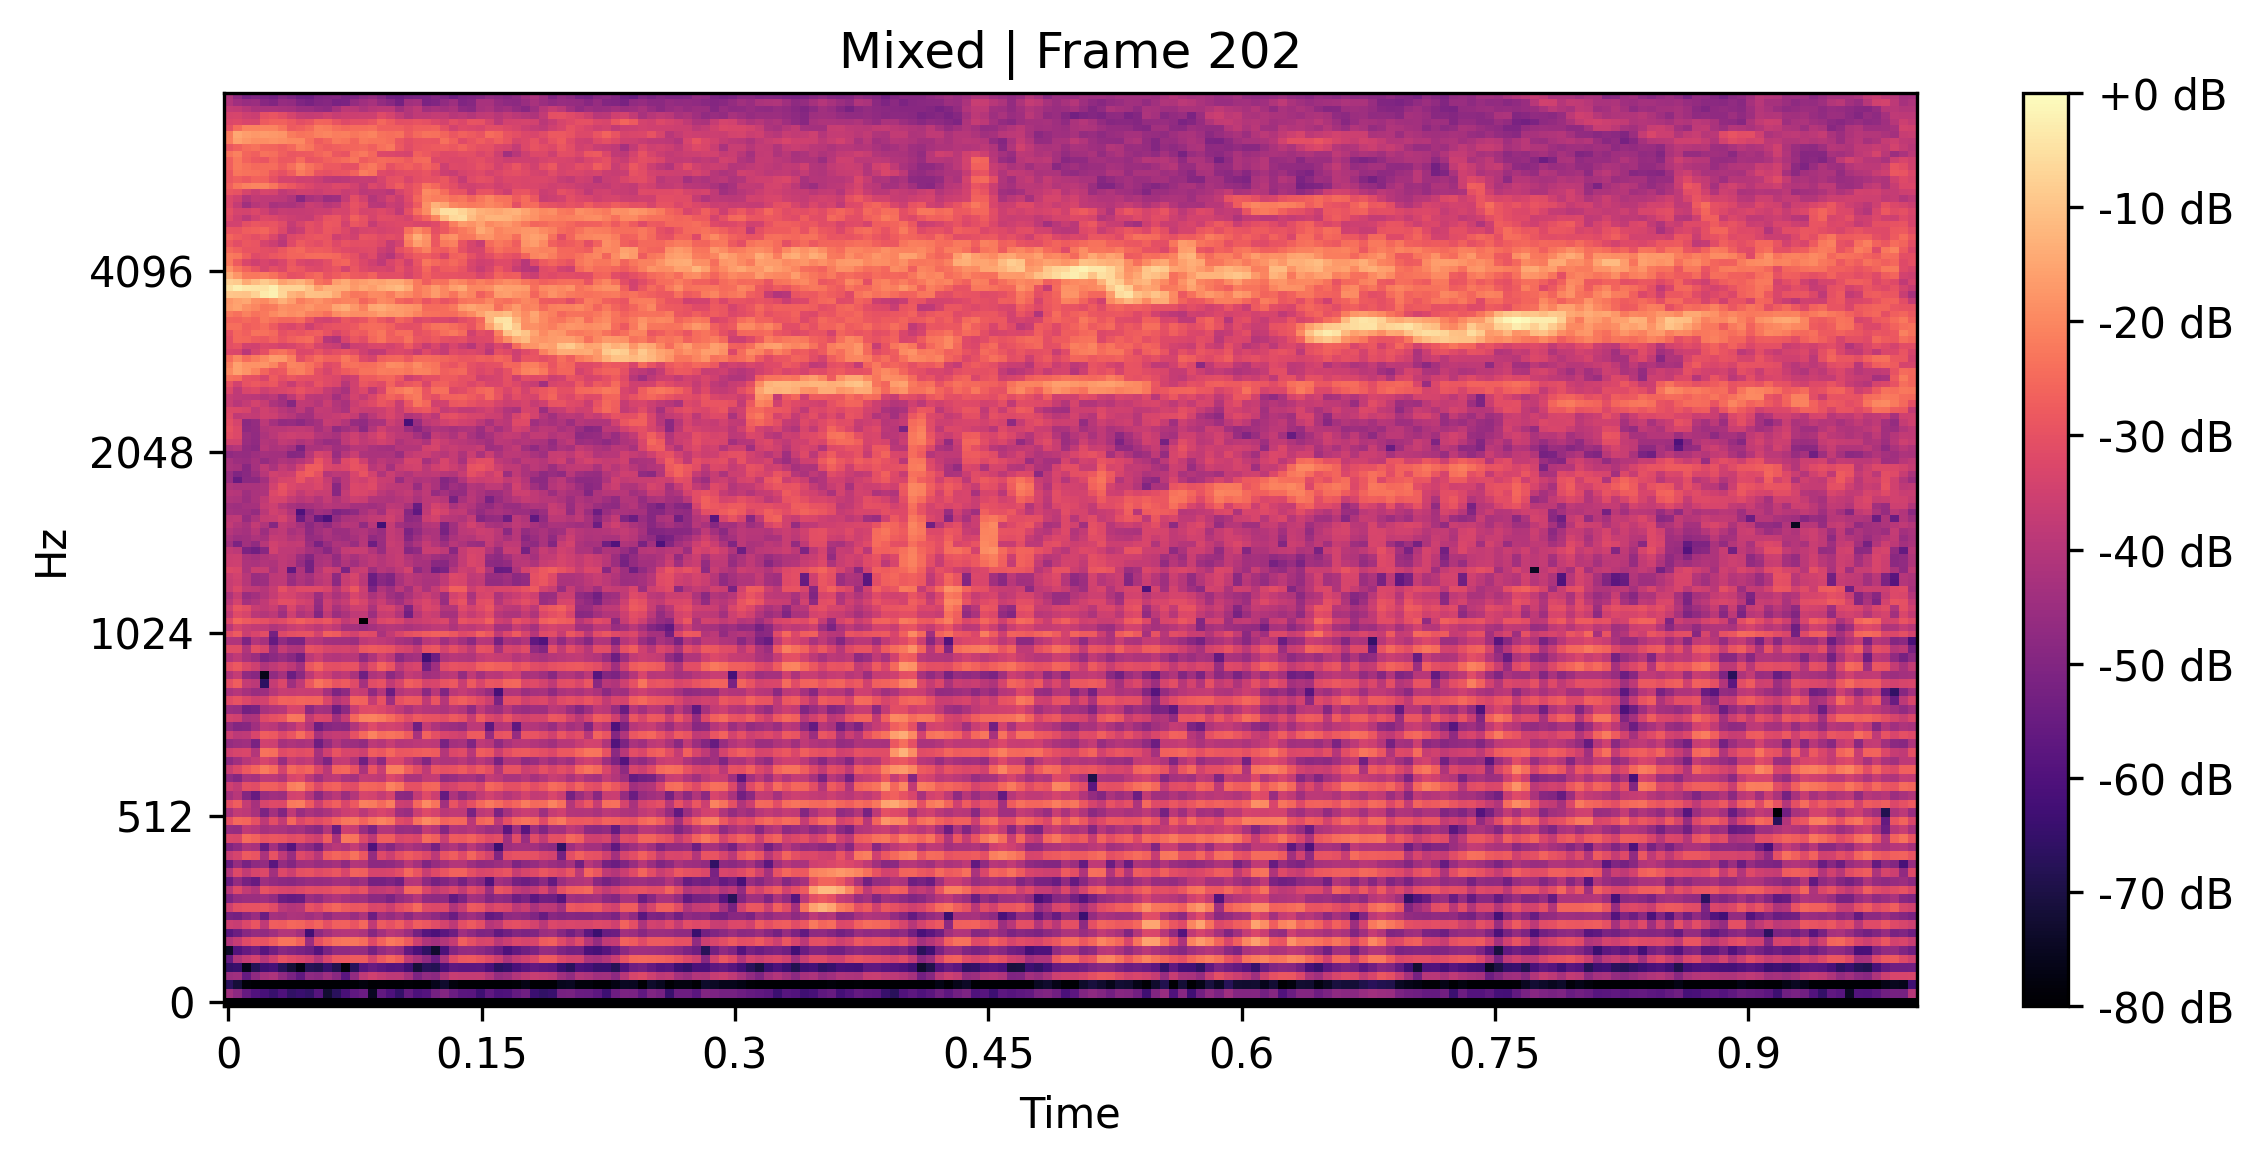 Mixed | Frame 202
Hz
4096
2048
1024
512
0
0 0.15 0.3 0.45 0.6 0.75 0.9
Time
+0 dB
-10 dB
-20 dB
-30 dB
-40 dB
-50 dB
-60 dB
-70 dB
-80 dB